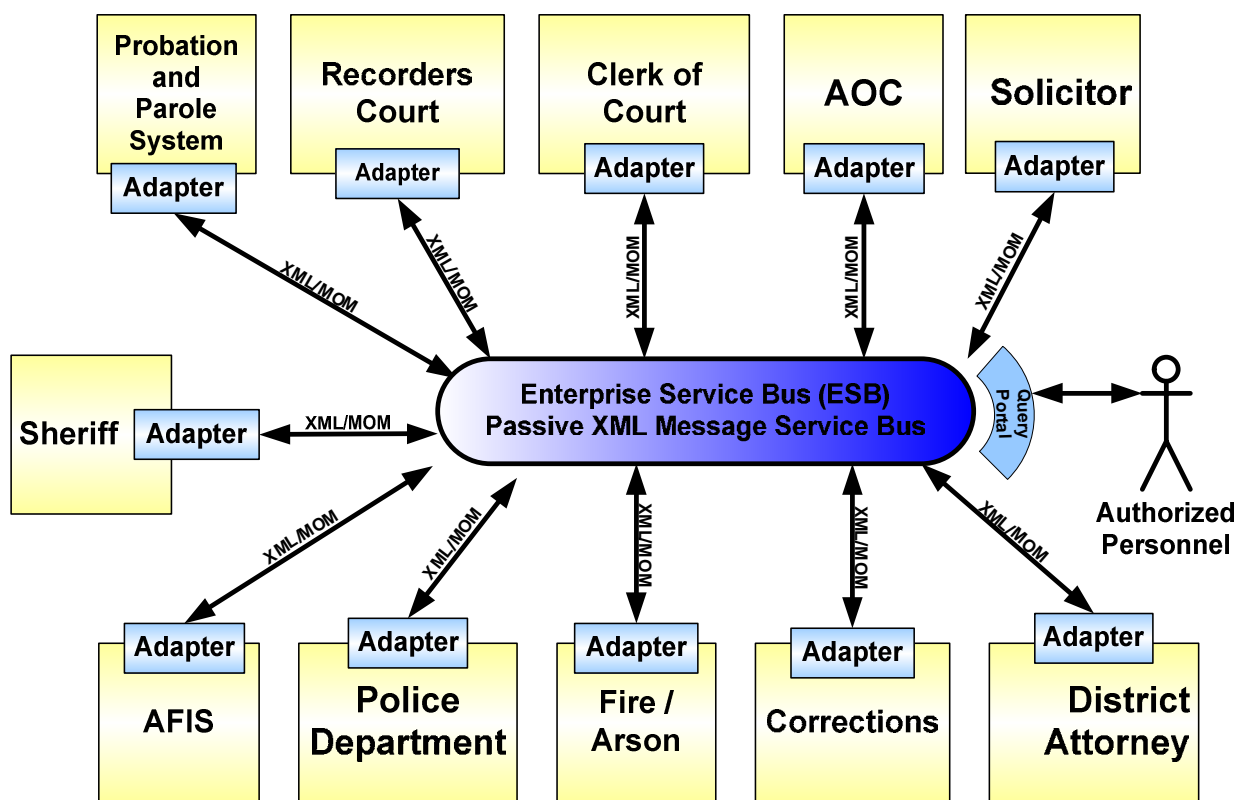 Probation
and
Parole
System
Adapter
Recorders
Court
Adapter
Clerk of
Court
Adapter
AOC
Adapter
Solicitor
Adapter
XML/MOM
XML/MOM
XML/MOM
XML/MOM
XML/MOM
Sheriff
Adapter
XML/MOM
Enterprise Service Bus (ESB)
Passive XML Message Service Bus
Query
Portal
Authorized
Personnel
XML/MOM
XML/MOM
XML/MOM
XML/MOM
XML/MOM
Adapter
AFIS
Adapter
Police
Department
Adapter
Fire /
Arson
Adapter
Corrections
Adapter
District
Attorney